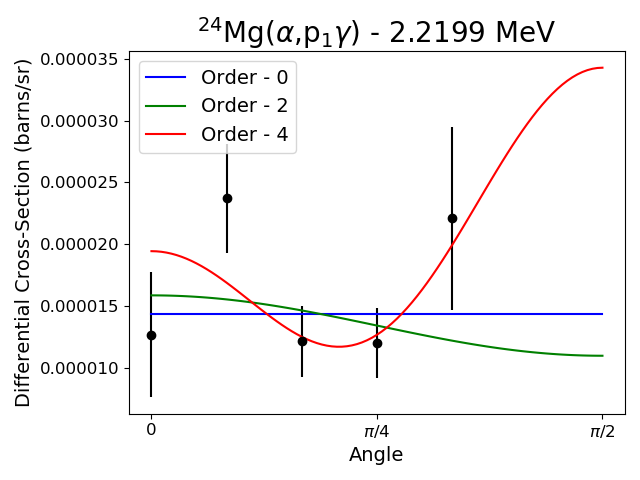 ²⁴Mg(α,p₁γ) - 2.2199 MeV
Differential Cross-Section (barns/sr)
0.000035
0.000030
0.000025
0.000020
0.000015
0.000010
Order - 0
Order - 2
Order - 4
0
π/4
π/2
Angle